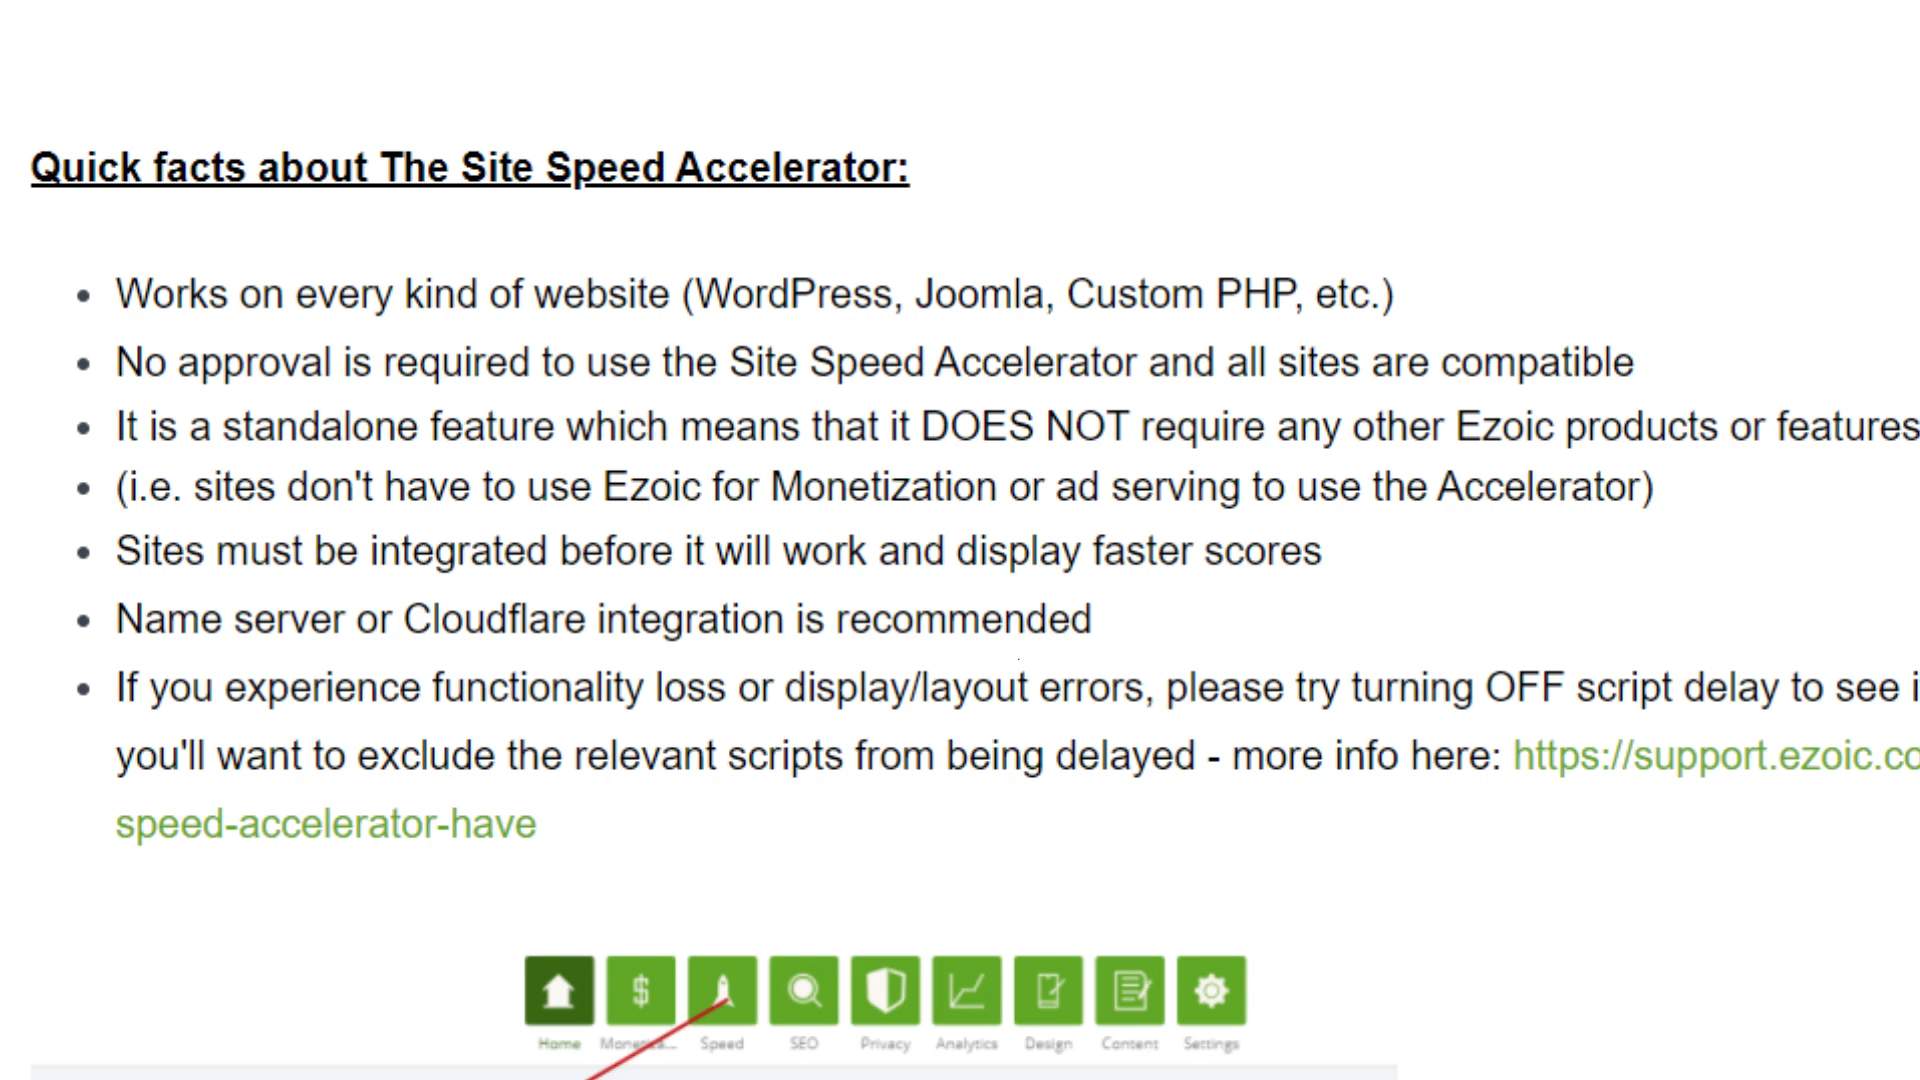 Quick facts about The Site Speed Accelerator:
Works on every kind of website (WordPress, Joomla, Custom PHP, etc.)
No approval is required to use the Site Speed Accelerator and all sites are compatible
It is a standalone feature which means that it DOES NOT require any other Ezoic products or features
(i.e. sites don't have to use Ezoic for Monetization or ad serving to use the Accelerator)
Sites must be integrated before it will work and display faster scores
Name server or Cloudflare integration is recommended
If you experience functionality loss or display/layout errors, please try turning OFF script delay to see
you'll want to exclude the relevant scripts from being delayed - more info here: https://support.ezoic.co
speed-accelerator-have
Home Speed SEO Privacy Analytics Design Content Settings